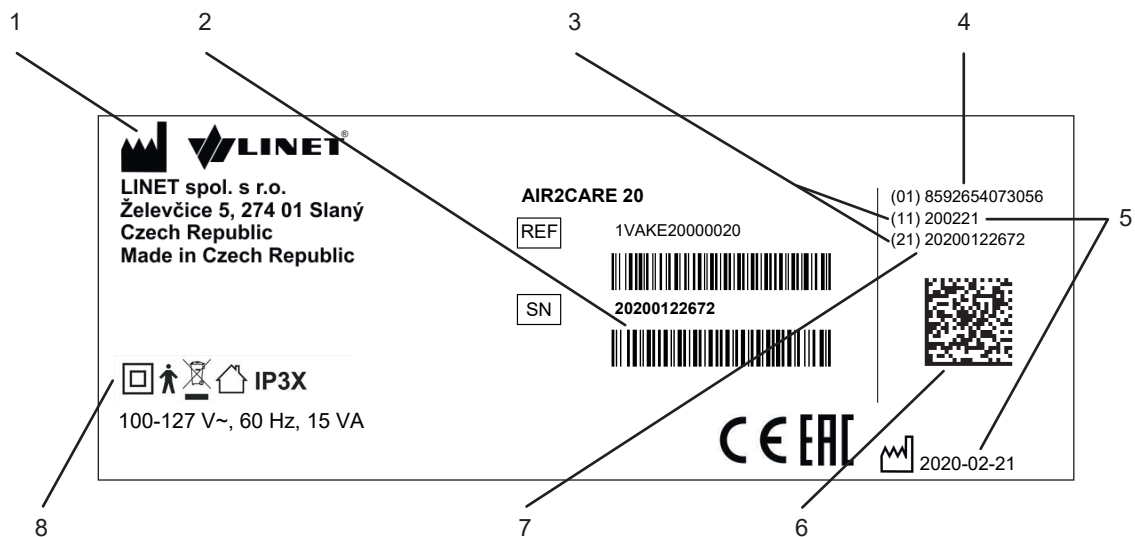 1
2
3
4
LINET®
LINET spol. s r.o.
Želevčice 5, 274 01 Slaný
Czech Republic
Made in Czech Republic
AIR2CARE 20
REF 1VAKE20000020
SN 20200122672
(01) 8592654073056
(11) 200221
(21) 20200122672
5
IP3X
100-127 V~, 60 Hz, 15 VA
CE EAC
2020-02-21
8
7
6